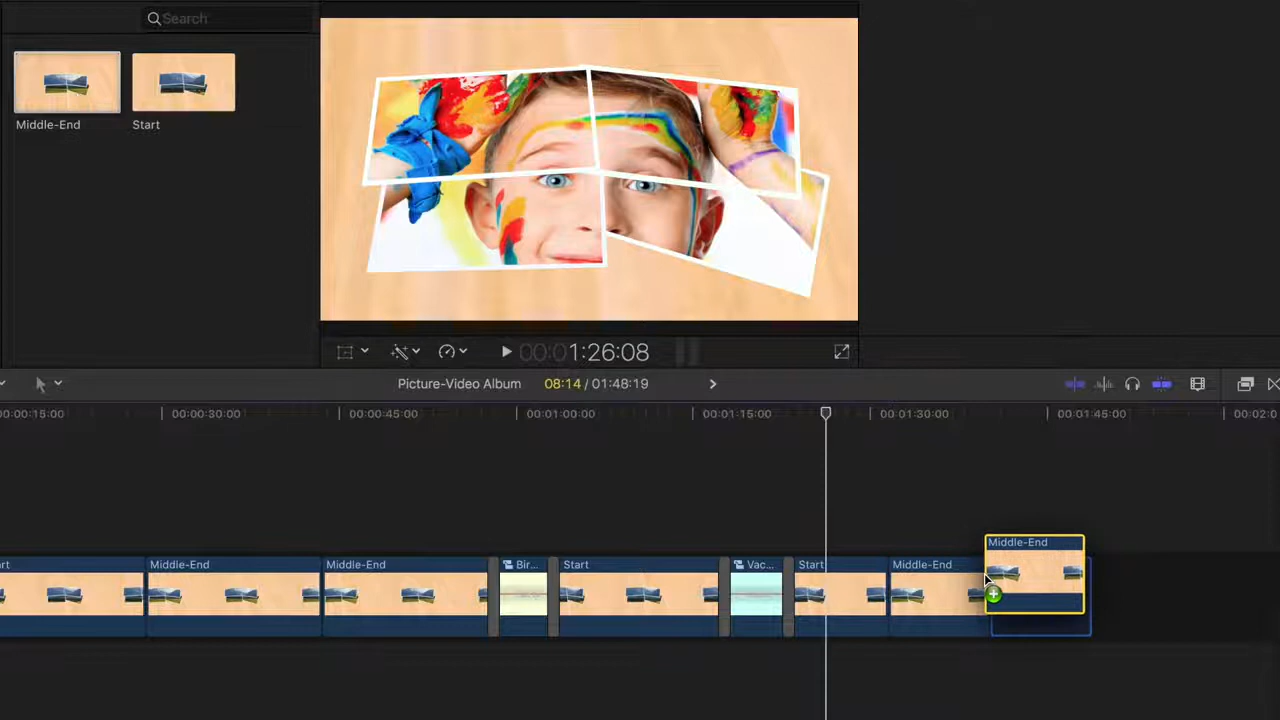 Search
Middle-End
Start
00:01:26:08
Picture-Video Album
08:14 / 01:48:19
00:00:15:00
00:00:30:00
00:00:45:00
00:01:00:00
00:01:15:00
00:01:30:00
00:01:45:00
00:02:0
Middle-End
rt
Middle-End
Middle-End
Bir...
Start
Vac...
Start
Middle-End